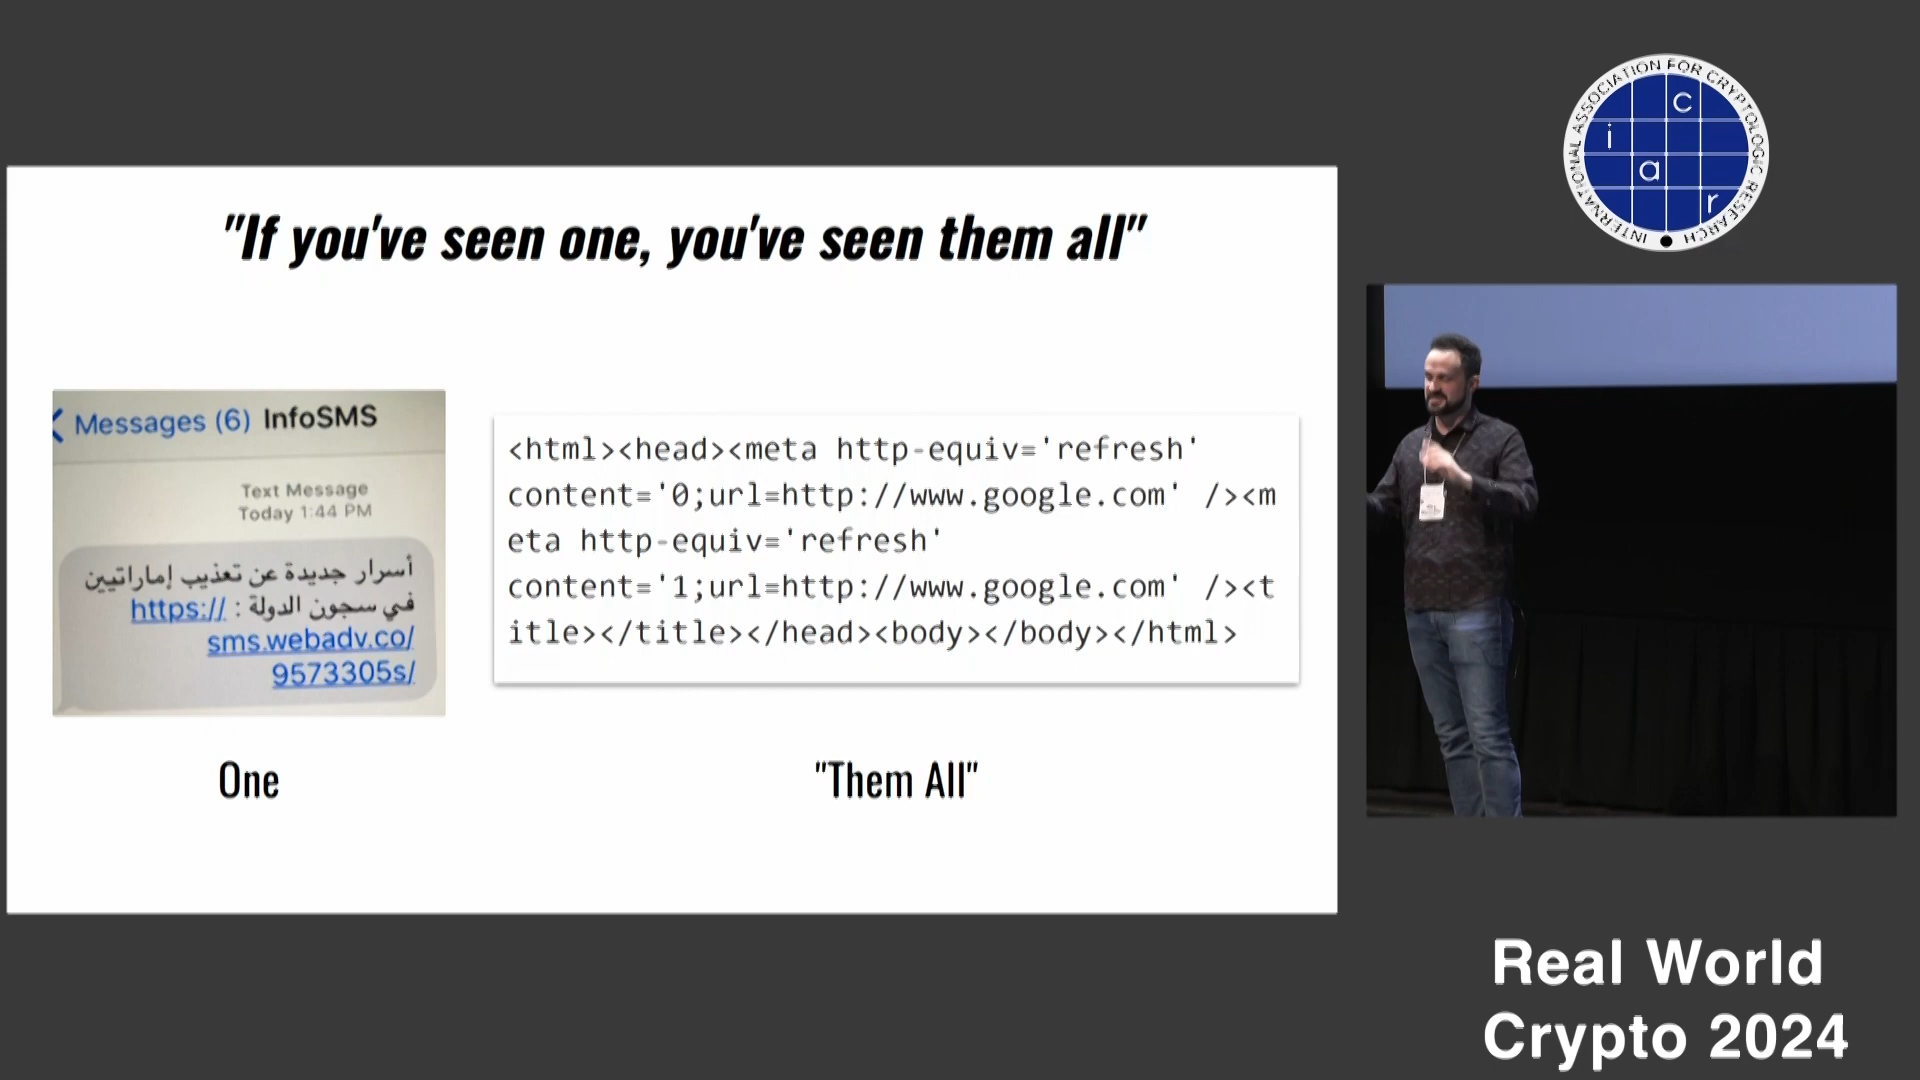 "If you've seen one, you've seen them all"
Messages (6) InfoSMS
Text Message
Today 1:44 PM
أسرار جديدة عن تعذيب إماراتيين
في سجون الدولة : https://
sms.webadv.co/
9573305s/
One
<html><head><meta http-equiv='refresh'
content='0;url=http://www.google.com' /><m
eta http-equiv='refresh'
content='1;url=http://www.google.com' /><t
itle></title></head><body></body></html>
"Them All"
INTERNATIONAL ASSOCIATION FOR CRYPTOLOGIC RESEARCH
i a c r
Real World
Crypto 2024